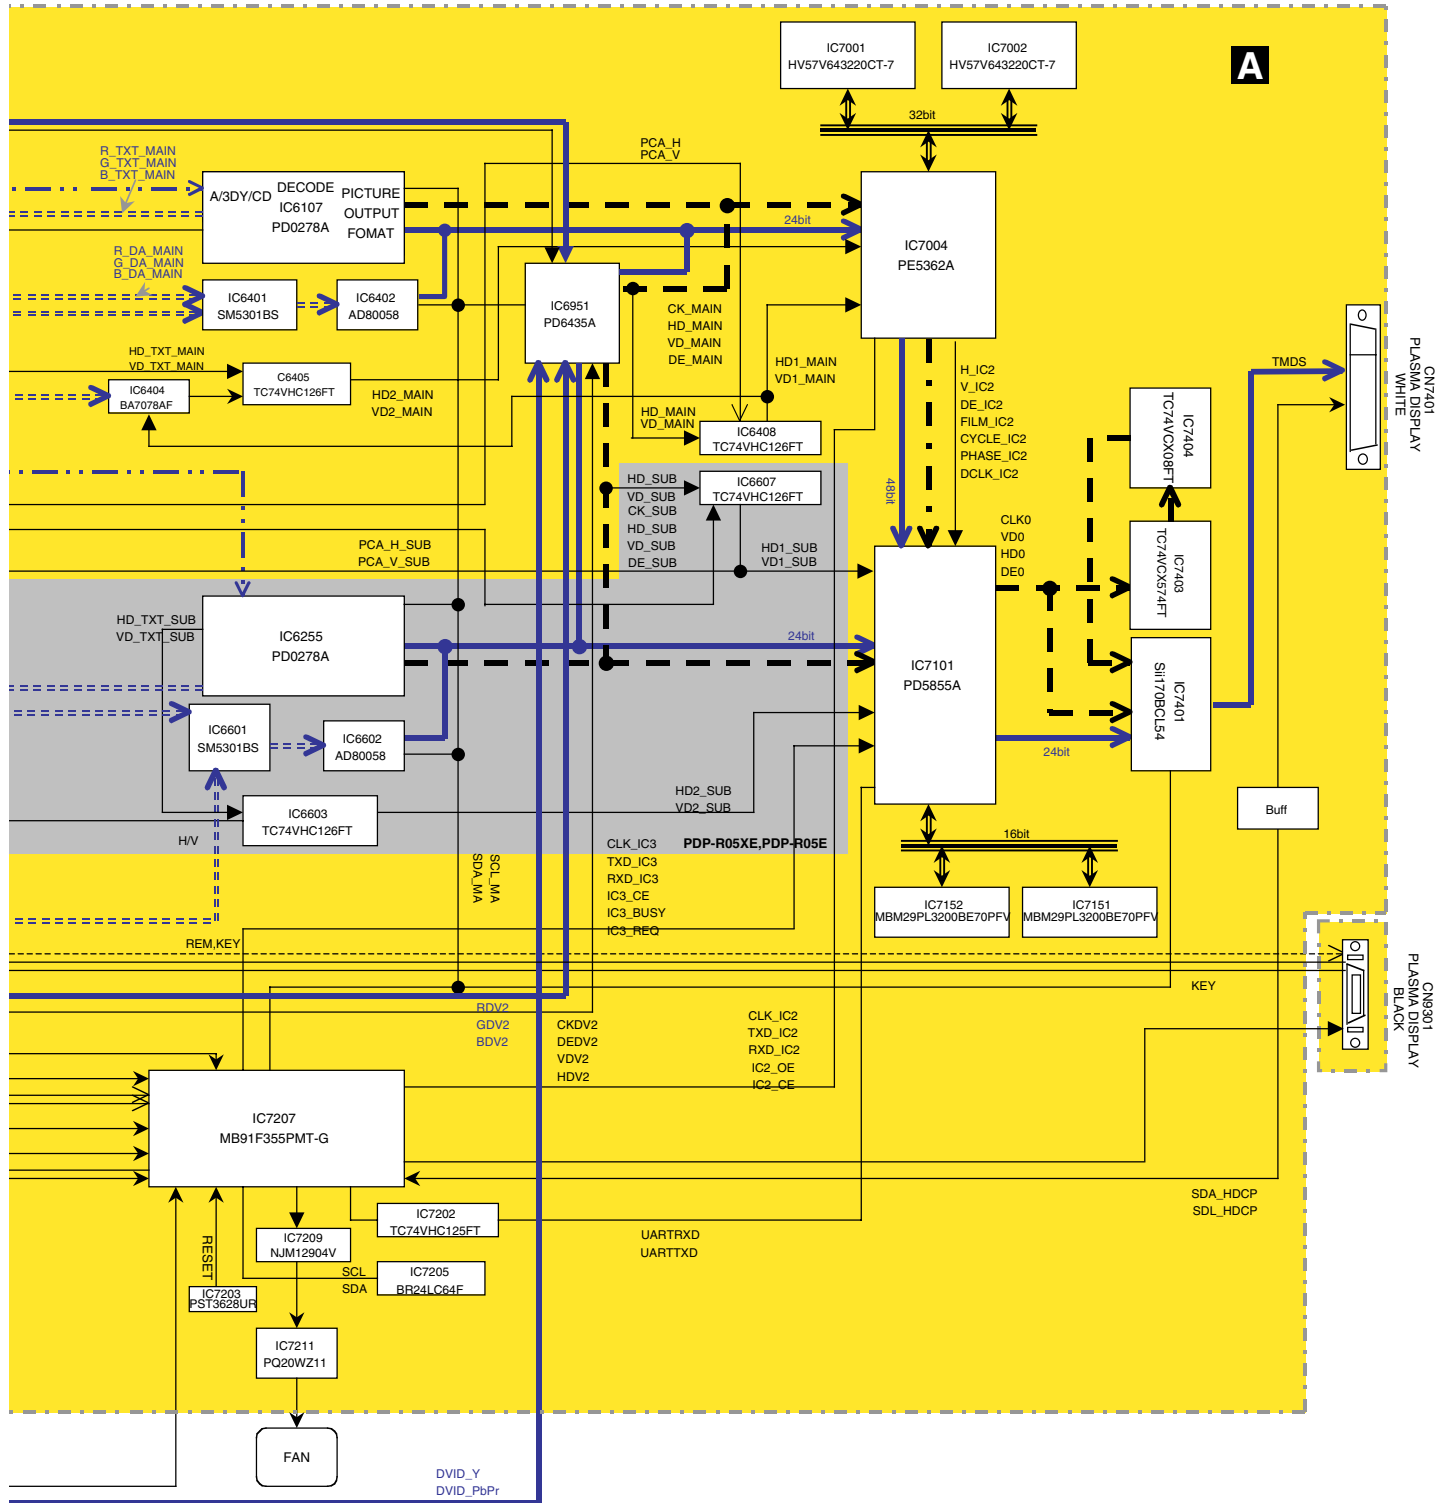 IC7001
HV57V643220CT-7
IC7002
HV57V643220CT-7
A
32bit
PCA_H
PCA_V
R_TXT_MAIN
G_TXT_MAIN
B_TXT_MAIN
A/3DY/CD
DECODE
IC6107
PD0278A
PICTURE
OUTPUT
FOMAT
24bit
IC7004
PE5362A
R_DA_MAIN
G_DA_MAIN
B_DA_MAIN
IC6401
SM5301BS
IC6402
AD80058
IC6951
PD6435A
CK_MAIN
HD_MAIN
VD_MAIN
DE_MAIN
HD_TXT_MAIN
VD_TXT_MAIN
C6405
TC74VHC126FT
IC6404
BA7078AF
HD2_MAIN
VD2_MAIN
HD1_MAIN
VD1_MAIN
HD_MAIN
VD_MAIN
IC6408
TC74VHC126FT
H_IC2
V_IC2
DE_IC2
FILM_IC2
CYCLE_IC2
PHASE_IC2
DCLK_IC2
48bit
TMDS
CN7401
PLASMA DISPLAY
WHITE
IC7404
TC74VCX08FT
HD_SUB
VD_SUB
CK_SUB
HD_SUB
VD_SUB
DE_SUB
IC6607
TC74VHC126FT
PCA_H_SUB
PCA_V_SUB
HD1_SUB
VD1_SUB
CLK0
VD0
HD0
DE0
IC7403
TC74VCX574FT
HD_TXT_SUB
VD_TXT_SUB
IC6255
PD0278A
24bit
IC7101
PD5855A
IC7401
Sii170BCL54
24bit
IC6601
SM5301BS
IC6602
AD80058
HD2_SUB
VD2_SUB
IC6603
TC74VHC126FT
H/V
Buff
16bit
PDP-R05XE,PDP-R05E
CLK_IC3
TXD_IC3
RXD_IC3
IC3_CE
IC3_BUSY
IC3_REQ
SCL_MA
SDA_MA
IC7152
MBM29PL3200BE70PFV
IC7151
MBM29PL3200BE70PFV
REM,KEY
KEY
CN9301
PLASMA DISPLAY
BLACK
RDV2
GDV2
BDV2
CKDV2
DEDV2
VDV2
HDV2
CLK_IC2
TXD_IC2
RXD_IC2
IC2_OE
IC2_CE
IC7207
MB91F355PMT-G
SDA_HDCP
SDL_HDCP
IC7202
TC74VHC125FT
UARTRXD
UARTTXD
RESET
IC7209
NJM12904V
SCL
SDA
IC7205
BR24LC64F
IC7203
PST3628UR
IC7211
PQ20WZ11
FAN
DVID_Y
DVID_PbPr